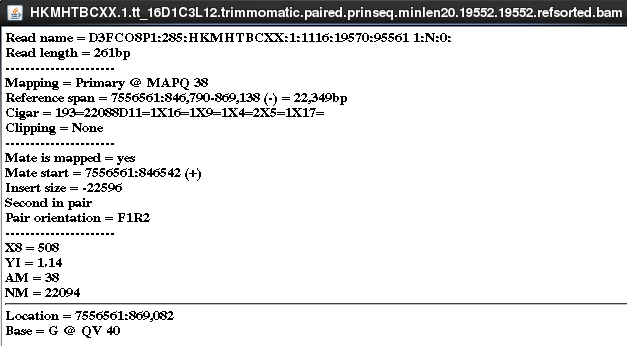 HKMHTBCXX.1.tt_16D1C3L12.trimmomatic.paired.prinseq.minlen20.19552.19552.refsorted.bam
Read name = D3FCO8P1:285:HKMHTBCXX:1:1116:19570:95561 1:N:0:
Read length = 261bp
----------------------
Mapping = Primary @ MAPQ 38
Reference span = 7556561:846,790-869,138 (-) = 22,349bp
Cigar = 193=22088D11=1X16=1X9=1X4=2X5=1X17=
Clipping = None
----------------------
Mate is mapped = yes
Mate start = 7556561:846542 (+)
Insert size = -22596
Second in pair
Pair orientation = F1R2
----------------------
X8 = 508
YI = 1.14
AM = 38
NM = 22094
Location = 7556561:869,082
Base = G @ QV 40